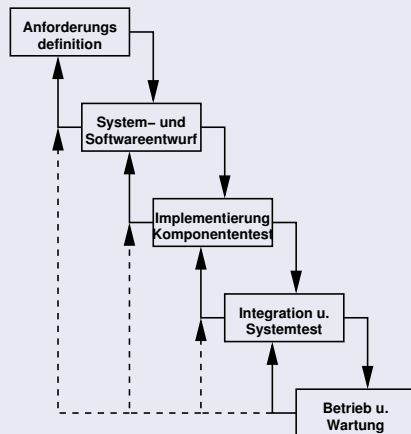 Anforderungs
definition
System− und
Softwareentwurf
Implementierung
Komponententest
Integration u.
Systemtest
Betrieb u.
Wartung